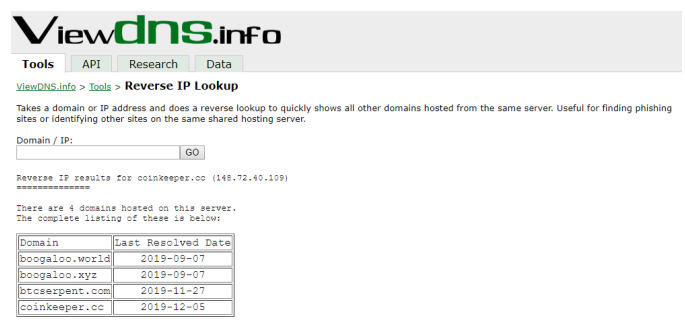 Viewdns.info
Tools API Research Data
ViewDNS.info > Tools > Reverse IP Lookup
Takes a domain or IP address and does a reverse lookup to quickly shows all other domains hosted from the same server. Useful for finding phishing
sites or identifying other sites on the same shared hosting server.
Domain / IP:
GO
Reverse IP results for coinkeeper.cc (148.72.40.109)
==============
There are 4 domains hosted on this server.
The complete listing of these is below:
Domain Last Resolved Date
boogaloo.world 2019-09-07
boogaloo.xyz 2019-09-07
btcserpent.com 2019-11-27
coinkeeper.cc 2019-12-05